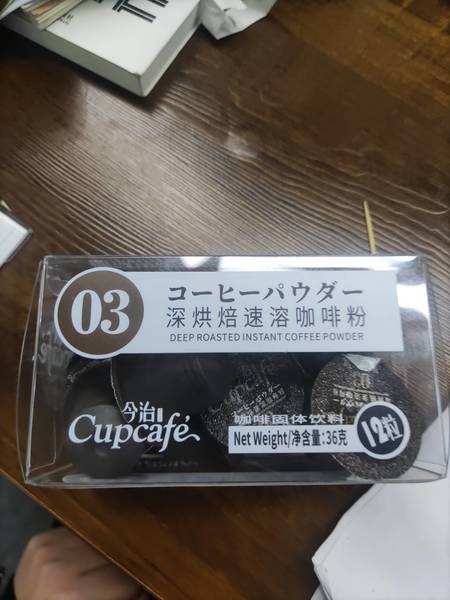 03
コーヒーパウダー
深烘焙速溶咖啡粉
DEEP ROASTED INSTANT COFFEE POWDER
今治
Cupcafé
咖啡固体饮料
Net Weight/净含量:36克
12粒